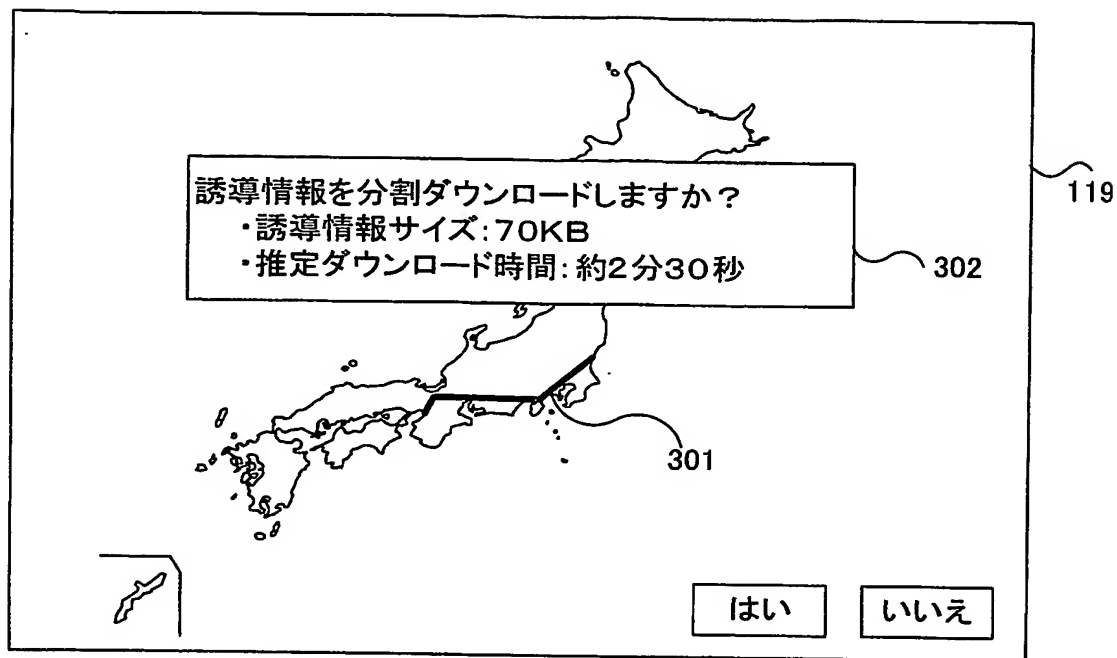 誘導情報を分割ダウンロードしますか？
・誘導情報サイズ：70KB
・推定ダウンロード時間：約2分30秒
119
302
301
はい
いいえ